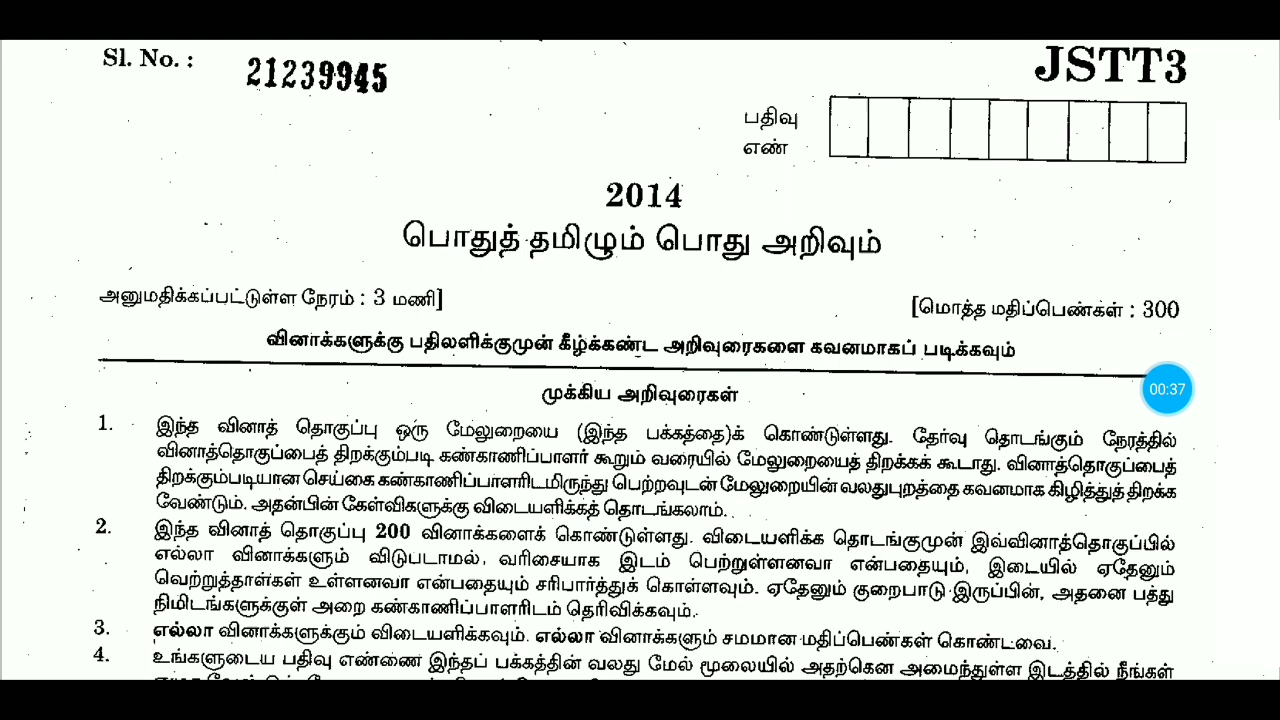 Sl. No. :
21239945
JSTT3
பதிவு
எண்
2014
பொதுத் தமிழும் பொது அறிவும்
அனுமதிக்கப்பட்டுள்ள நேரம் : 3 மணி]
[மொத்த மதிப்பெண்கள் : 300
வினாக்களுக்கு பதிலளிக்குமுன் கீழ்க்கண்ட அறிவுரைகளை கவனமாகப் படிக்கவும்
முக்கிய அறிவுரைகள்
00:37
1. இந்த வினாத் தொகுப்பு ஒரு மேலுறையை (இந்த பக்கத்தை)க் கொண்டுள்ளது. தேர்வு தொடங்கும் நேரத்தில்
வினாத்தொகுப்பைத் திறக்கும்படி கண்காணிப்பாளர் கூறும் வரையில் மேலுறையைத் திறக்கக் கூடாது. வினாத்தொகுப்பைத்
திறக்கும்படியான செய்கை கண்காணிப்பாளரிடமிருந்து பெற்றவுடன் மேலுறையின் வலதுபுறத்தை கவனமாக கிழித்துத் திறக்க
வேண்டும். அதன்பின் கேள்விகளுக்கு விடையளிக்கத் தொடங்கலாம்.
2. இந்த வினாத் தொகுப்பு 200 வினாக்களைக் கொண்டுள்ளது. விடையளிக்க தொடங்குமுன் இவ்வினாத்தொகுப்பில்
எல்லா வினாக்களும் விடுபடாமல் வரிசையாக இடம் பெற்றுள்ளனவா என்பதையும், இடையில் ஏதேனும்
வெற்றுத்தாள்கள் உள்ளனவா என்பதையும் சரிபார்த்துக் கொள்ளவும். ஏதேனும் குறைபாடு இருப்பின், அதனை பத்து
நிமிடங்களுக்குள் அறை கண்காணிப்பாளரிடம் தெரிவிக்கவும்.
3. எல்லா வினாக்களுக்கும் விடையளிக்கவும். எல்லா வினாக்களும் சமமான மதிப்பெண்கள் கொண்டவை.
4. உங்களுடைய பதிவு எண்ணை இந்தப் பக்கத்தின் வலது மேல் மூலையில் அதற்கென அமைந்துள்ள இடத்தில் நீங்கள்